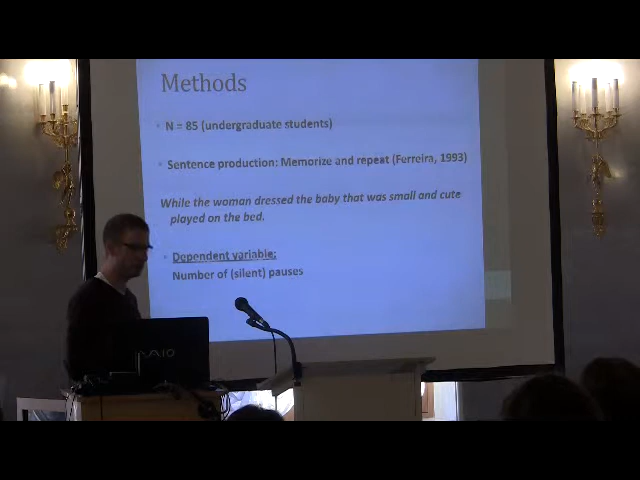 Methods
N = 85 (undergraduate students)
Sentence production: Memorize and repeat (Ferreira, 1993)
While the woman dressed the baby that was small and cute
played on the bed.
Dependent variable:
Number of (silent) pauses
VAIO